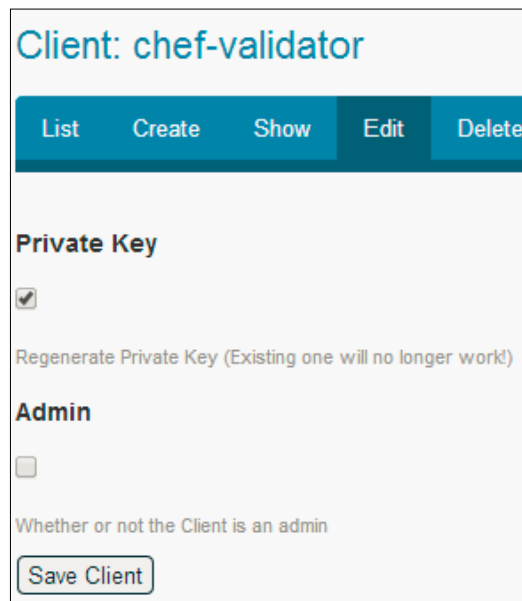 Client: chef-validator
List Create Show Edit Delete
Private Key
Regenerate Private Key (Existing one will no longer work!)
Admin
Whether or not the Client is an admin
Save Client